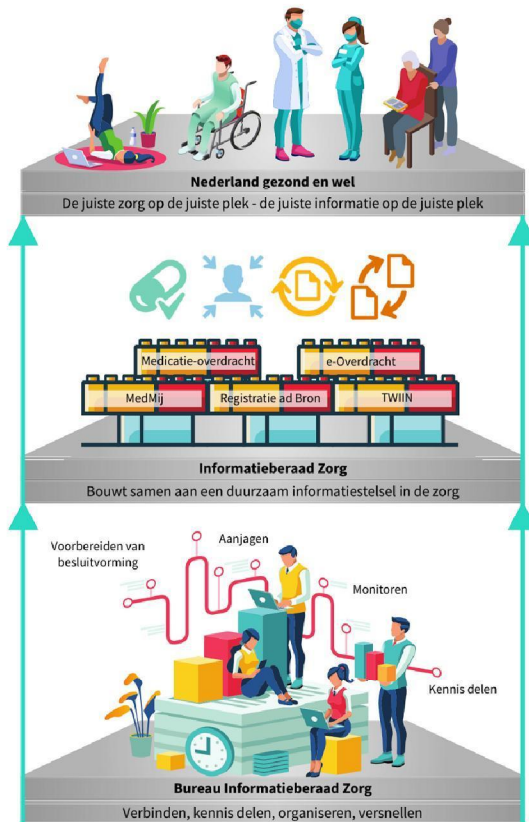 Nederland gezond en wel
De juiste zorg op de juiste plek - de juiste informatie op de juiste plek
Medicatie-overdracht
e-Overdracht
MedMij
Registratie ad Bron
TWIIN
Informatieberaad Zorg
Bouwt samen aan een duurzaam informatiestelsel in de zorg
Voorbereiden van
besluitvorming
Aanjagen
Monitoren
Kennis delen
Bureau Informatieberaad Zorg
Verbinden, kennis delen, organiseren, versnellen